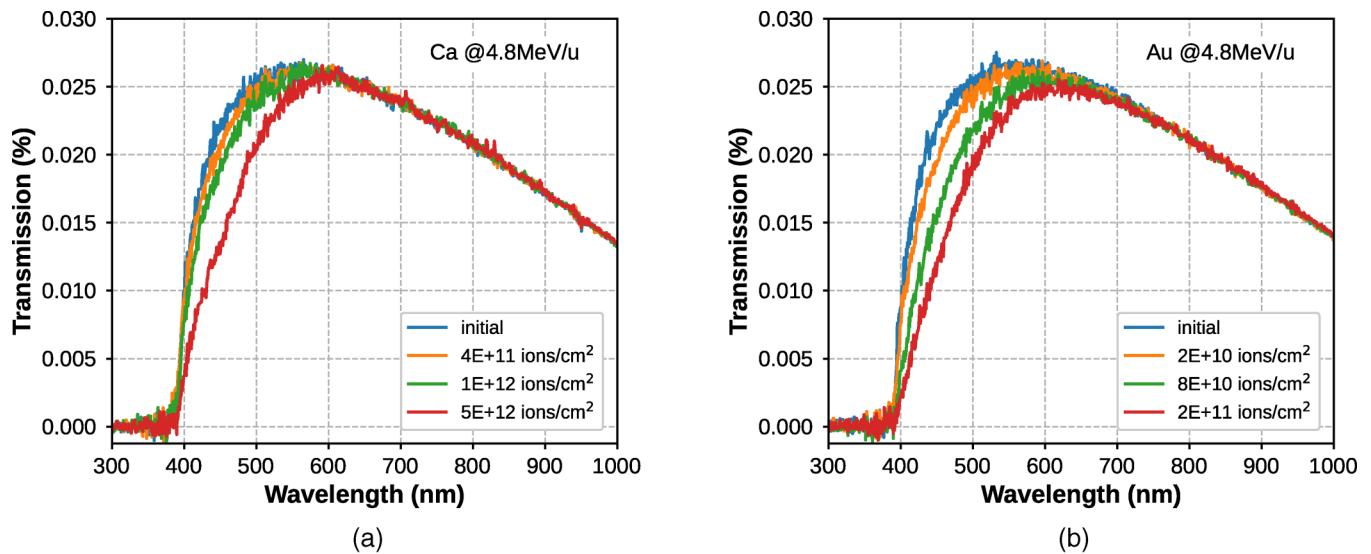 Ca @4.8MeV/u
Transmission (%)
0.030
0.025
0.020
0.015
0.010
0.005
0.000
initial
4E+11 ions/cm²
1E+12 ions/cm²
5E+12 ions/cm²
300 400 500 600 700 800 900 1000
Wavelength (nm)
(a)
Au @4.8MeV/u
Transmission (%)
0.030
0.025
0.020
0.015
0.010
0.005
0.000
initial
2E+10 ions/cm²
8E+10 ions/cm²
2E+11 ions/cm²
300 400 500 600 700 800 900 1000
Wavelength (nm)
(b)